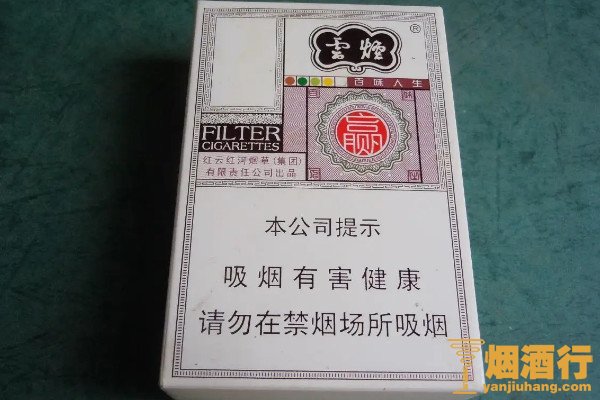 雲煙
®
百味人生
赢
FILTER
CIGARETTES
红云红河烟草(集团)
有限责任公司出品
本公司提示
吸烟有害健康
请勿在禁烟场所吸烟
烟酒行
yanjiuhang.com